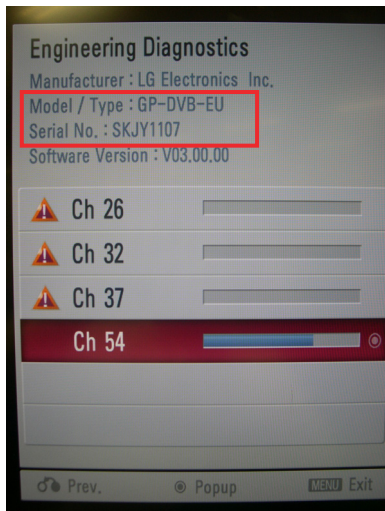 Engineering Diagnostics
Manufacturer : LG Electronics Inc.
Model / Type : GP-DVB-EU
Serial No. : SKJY1107
Software Version : V03.00.00
Ch 26
Ch 32
Ch 37
Ch 54
Prev.
Popup
MENU Exit